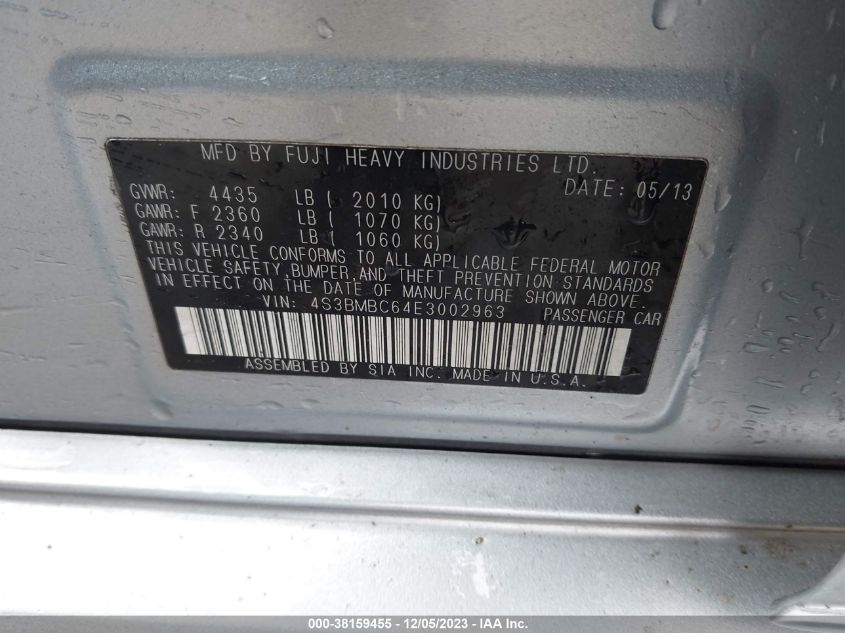 MFD BY FUJI HEAVY INDUSTRIES LTD.
DATE: 05/13
GVWR: 4435 LB ( 2010 KG)
GAWR: F 2360 LB ( 1070 KG)
GAWR: R 2340 LB ( 1060 KG)
THIS VEHICLE CONFORMS TO ALL APPLICABLE FEDERAL MOTOR
VEHICLE SAFETY,BUMPER,AND THEFT PREVENTION STANDARDS
IN EFFECT ON THE DATE OF MANUFACTURE SHOWN ABOVE.
VIN: 4S3BMBC64E3002963 PASSENGER CAR
ASSEMBLED BY SIA INC. MADE IN U.S.A.
000-38159455 - 12/05/2023 - IAA Inc.